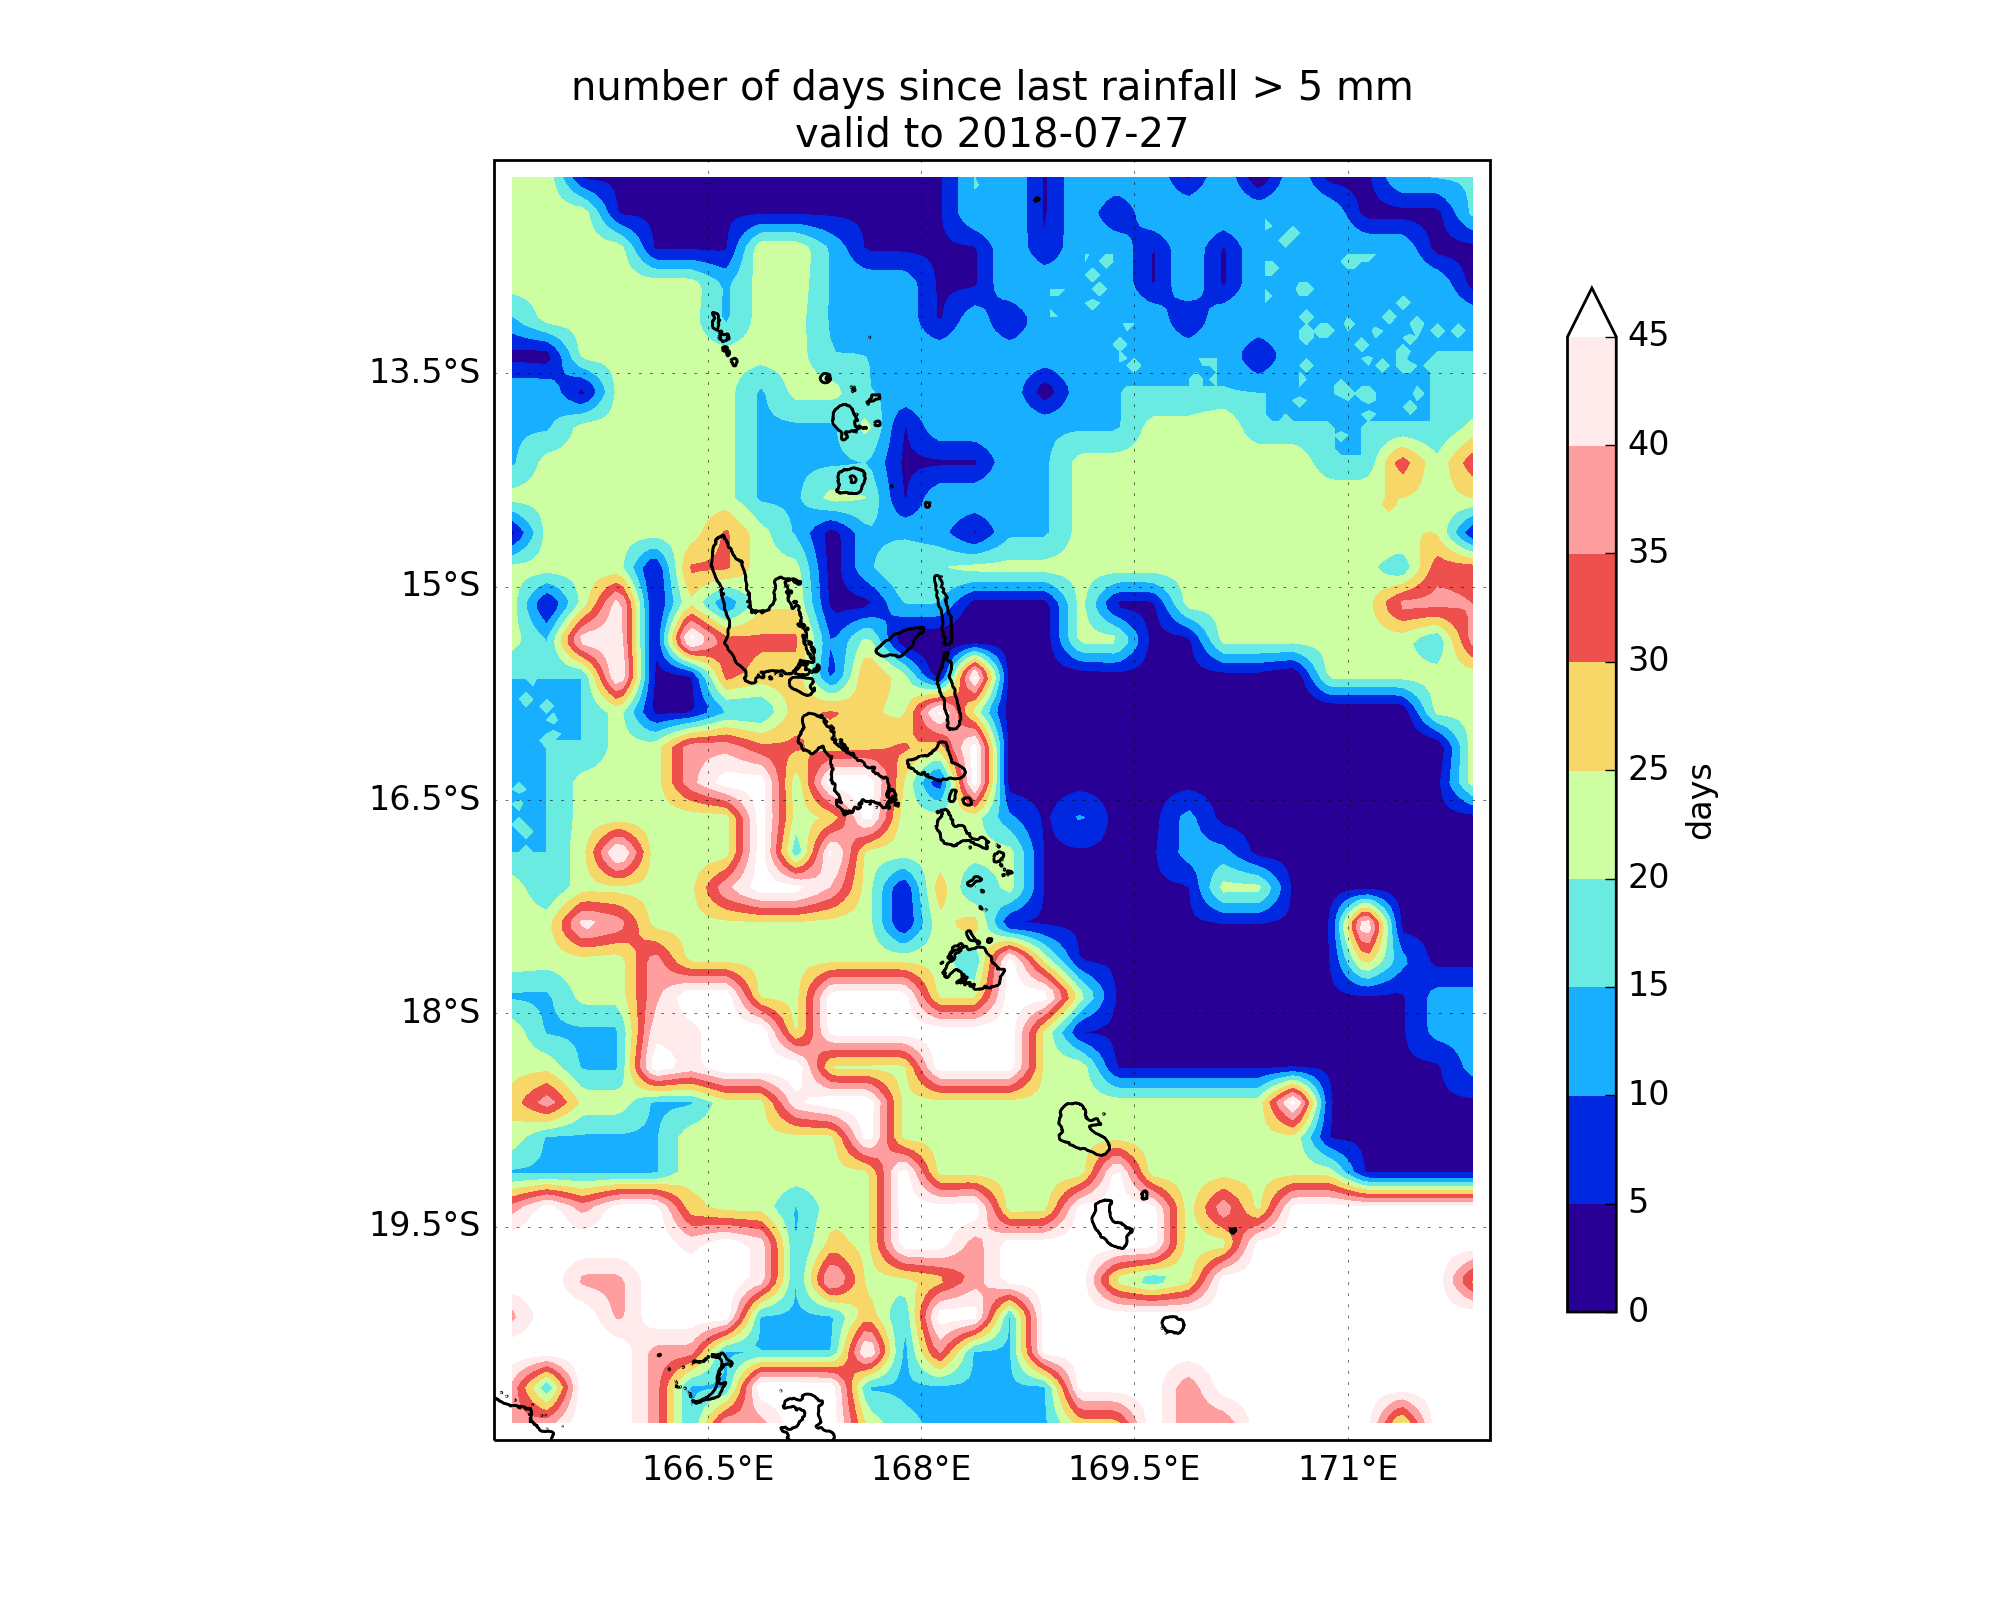 number of days since last rainfall > 5 mm
valid to 2018-07-27
13.5°S
15°S
16.5°S
18°S
19.5°S
166.5°E
168°E
169.5°E
171°E
45
40
35
30
25
20
15
10
5
0
days